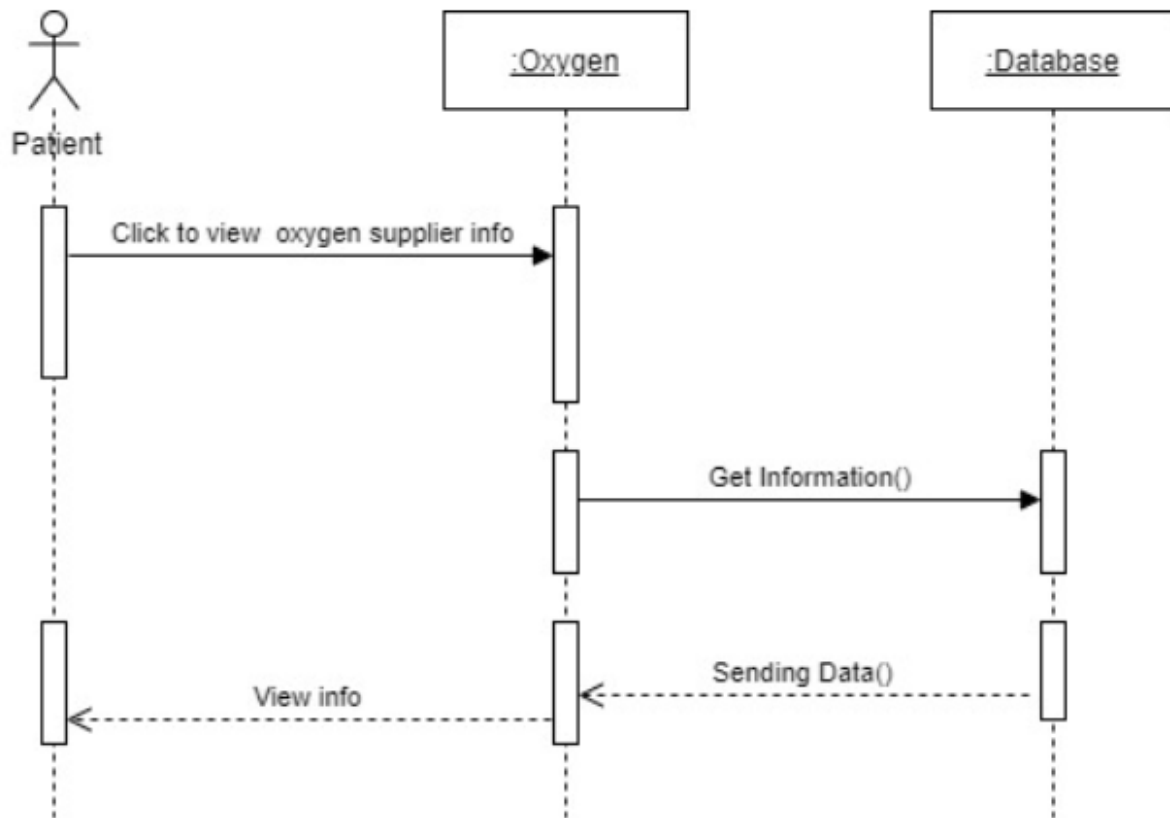 :Oxygen
:Database
Patient
Click to view  oxygen supplier info
Get Information()
Sending Data()
View info